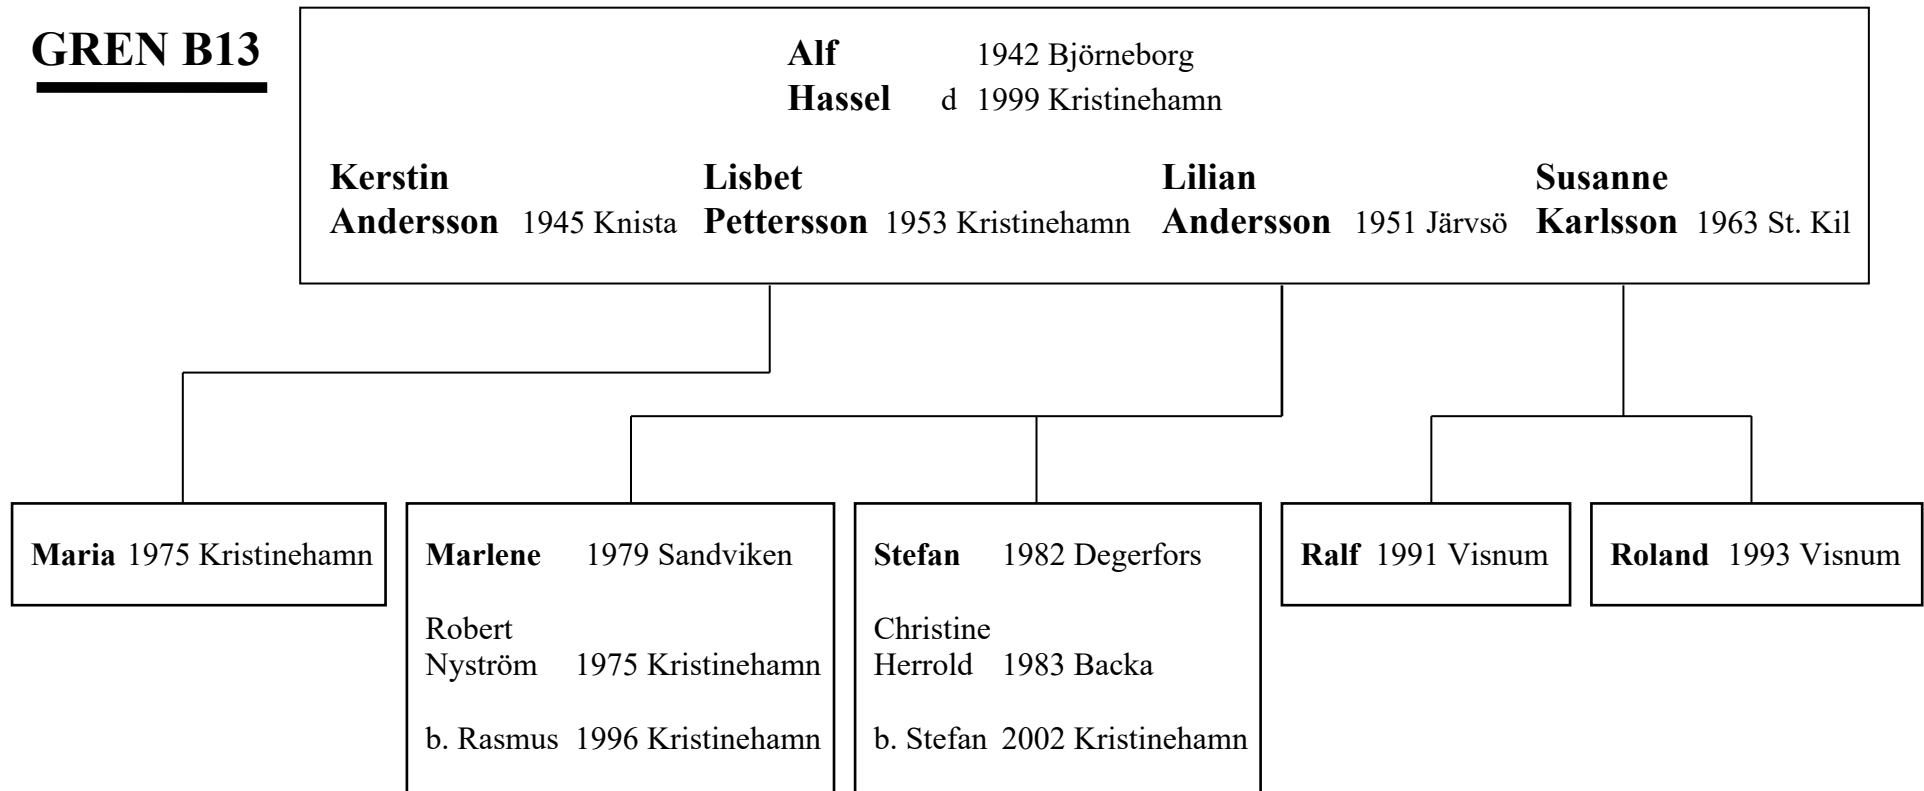 GREN B13
Alf 1942 Björneborg
Hassel d 1999 Kristinehamn
Kerstin
Andersson 1945 Knista
Lisbet
Pettersson 1953 Kristinehamn
Lilian
Andersson 1951 Järvsö
Susanne
Karlsson 1963 St. Kil
Maria 1975 Kristinehamn
Marlene 1979 Sandviken
Robert
Nyström 1975 Kristinehamn
b. Rasmus 1996 Kristinehamn
Stefan 1982 Degerfors
Christine
Herrold 1983 Backa
b. Stefan 2002 Kristinehamn
Ralf 1991 Visnum
Roland 1993 Visnum